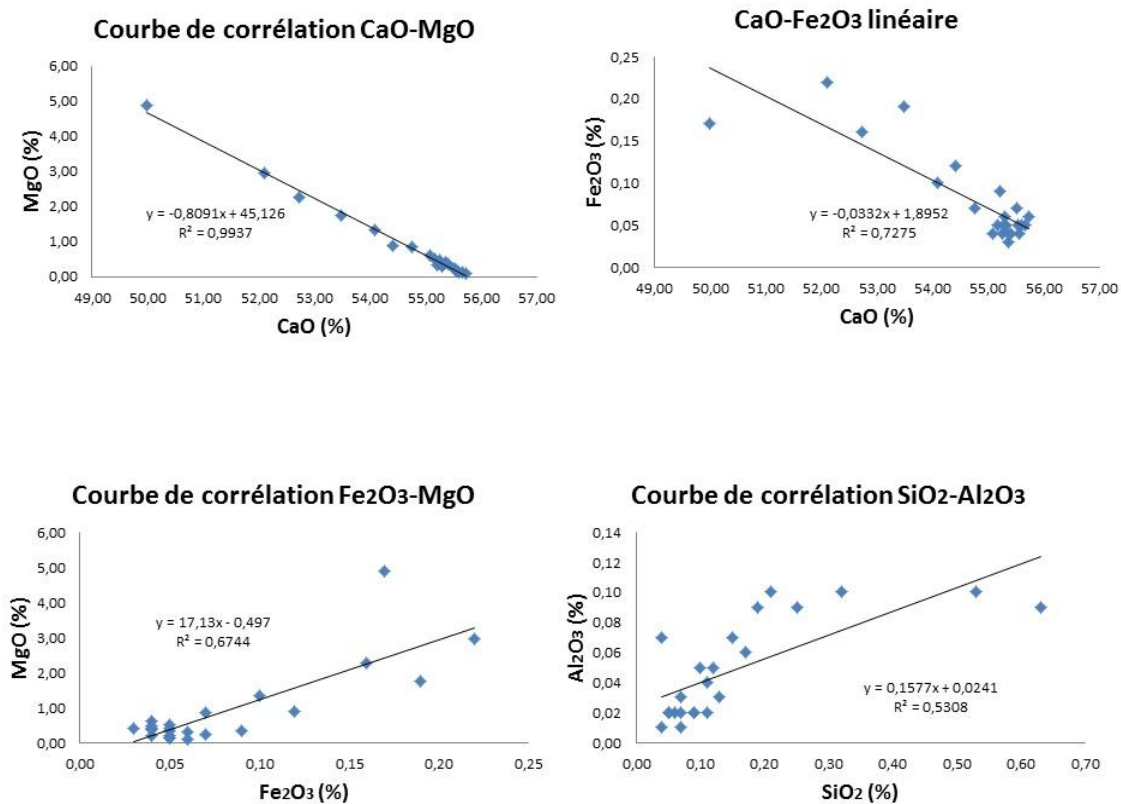 Courbe de corrélation CaO-MgO
6,00
5,00
4,00
3,00
2,00
1,00
0,00
MgO (%)
y = -0,8091x + 45,126
R² = 0,9937
49,00 50,00 51,00 52,00 53,00 54,00 55,00 56,00 57,00
CaO (%)
CaO-Fe2O3 linéaire
0,25
0,20
0,15
0,10
0,05
0,00
Fe2O3 (%)
y = -0,0332x + 1,8952
R² = 0,7275
49,00 50,00 51,00 52,00 53,00 54,00 55,00 56,00 57,00
CaO (%)
Courbe de corrélation Fe2O3-MgO
6,00
5,00
4,00
3,00
2,00
1,00
0,00
MgO (%)
y = 17,13x - 0,497
R² = 0,6744
0,00 0,05 0,10 0,15 0,20 0,25
Fe2O3 (%)
Courbe de corrélation SiO2-Al2O3
0,14
0,12
0,10
0,08
0,06
0,04
0,02
0,00
Al2O3 (%)
y = 0,1577x + 0,0241
R² = 0,5308
0,00 0,10 0,20 0,30 0,40 0,50 0,60 0,70
SiO2 (%)